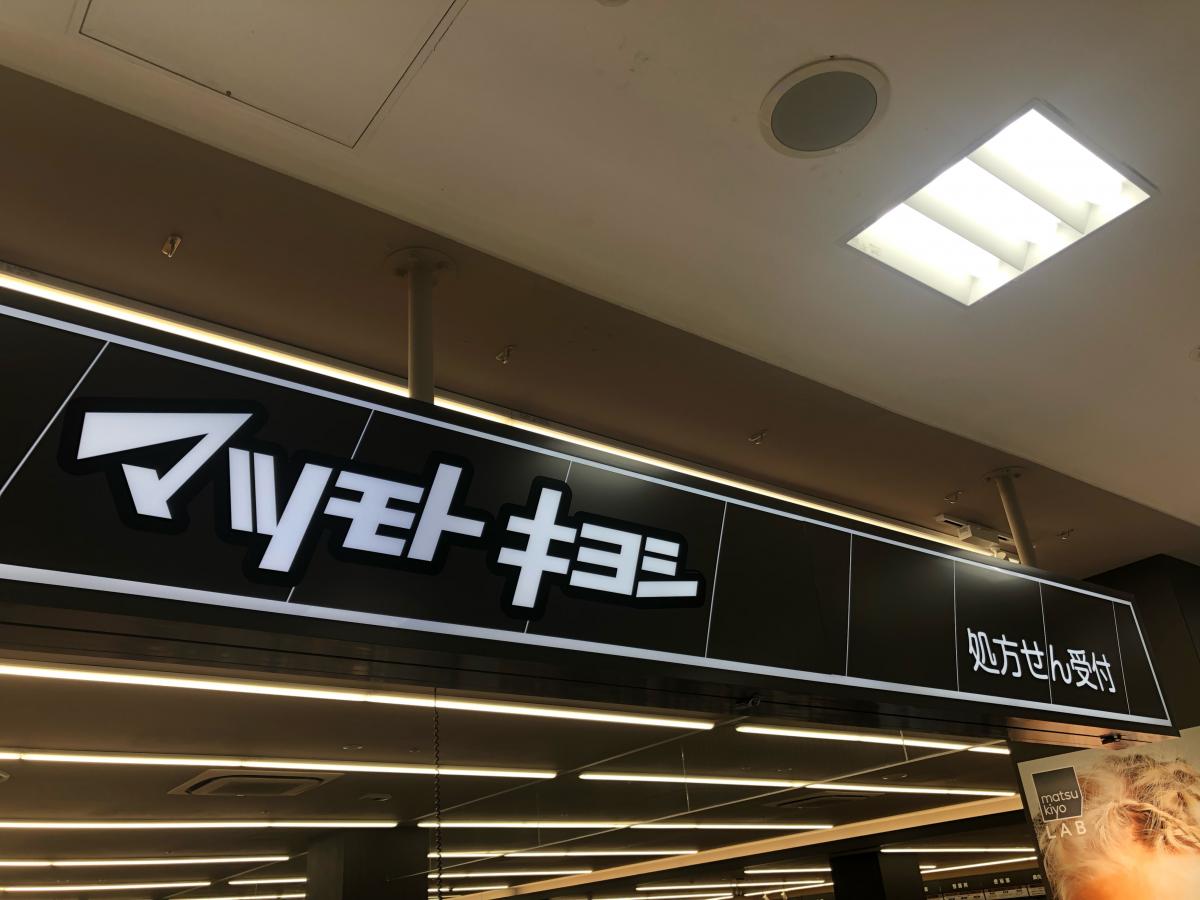 マツモトキヨシ
処方せん受付
matsu
kiyo
LAB